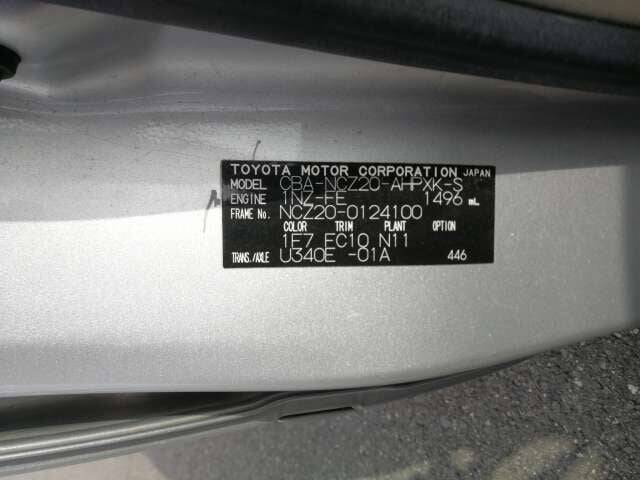 TOYOTA MOTOR CORPORATION JAPAN
MODEL CBA-NCZ20-AHPXK-S
ENGINE 1NZ-FE 1496 mL
FRAME No. NCZ20-0124100
COLOR TRIM PLANT OPTION
1E7 EC10 N11
TRANS./AXLE U340E -01A 446